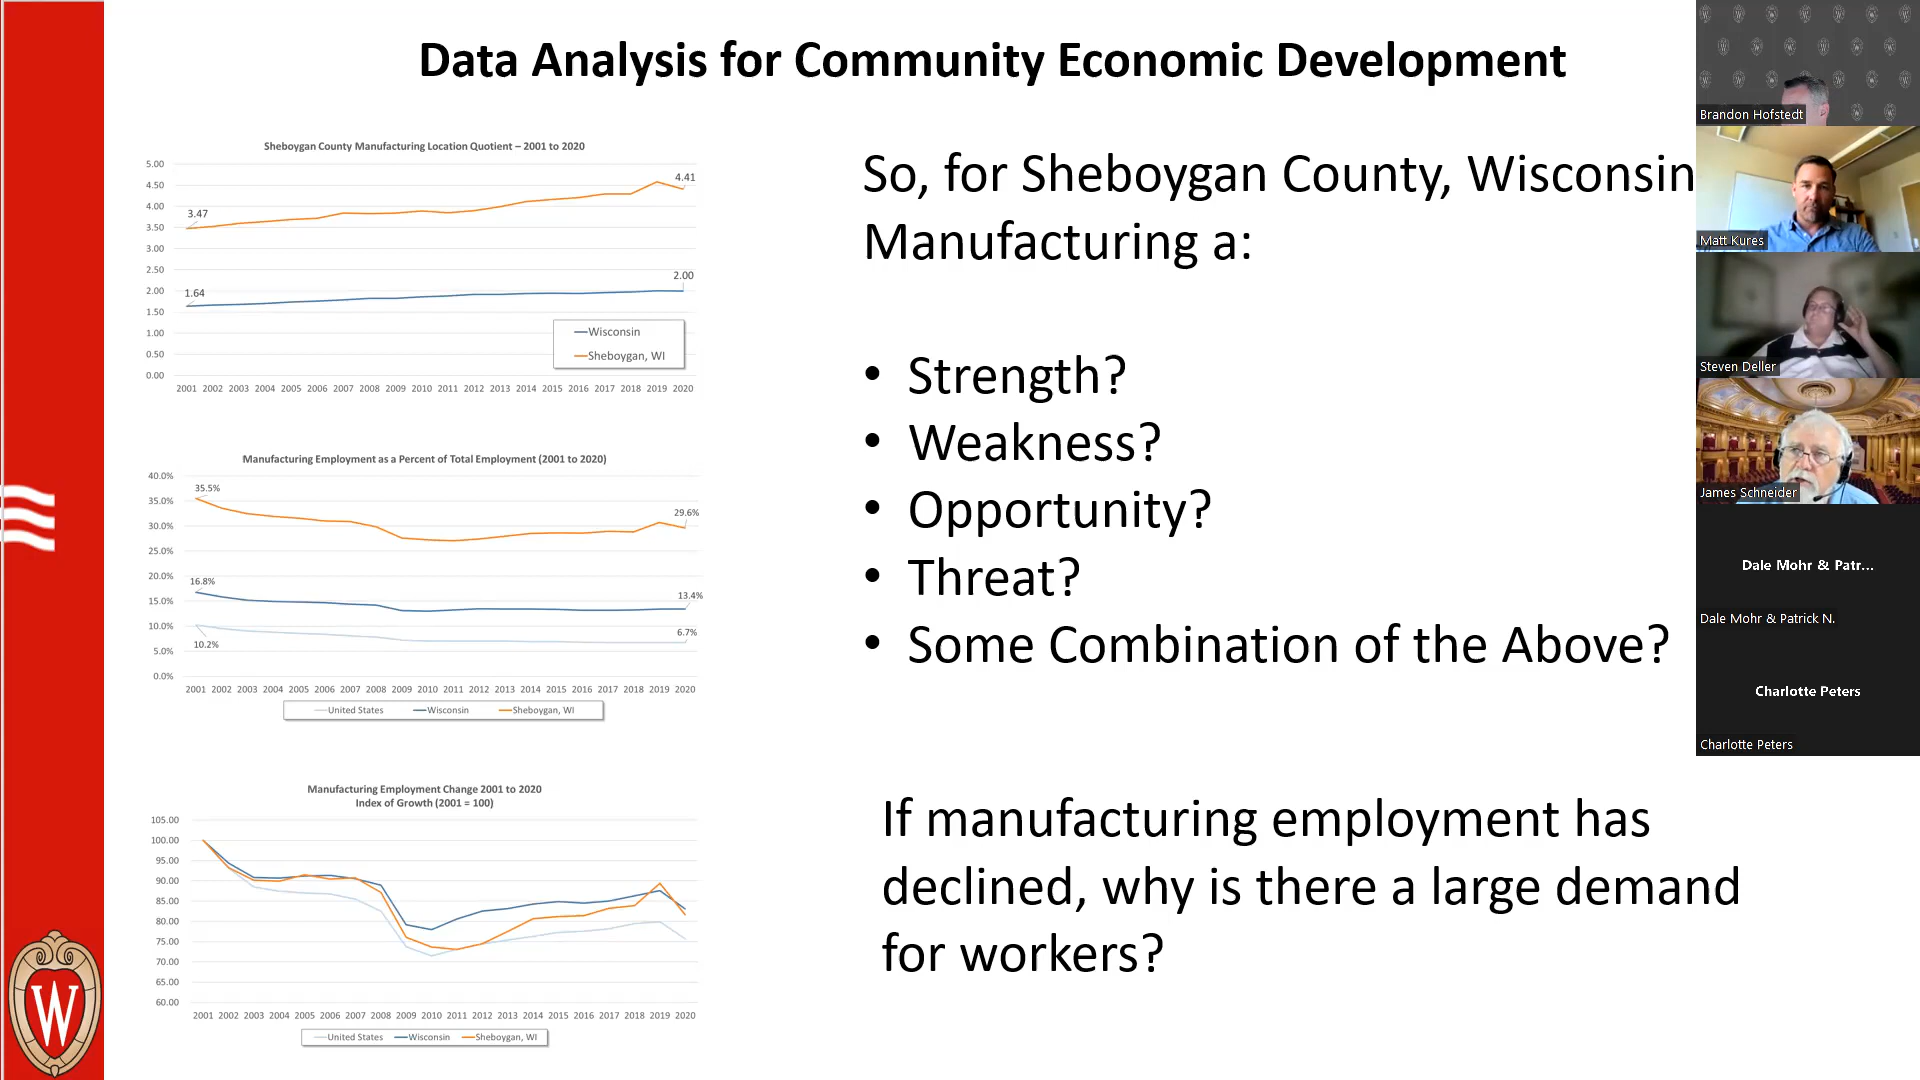 Data Analysis for Community Economic Development
Sheboygan County Manufacturing Location Quotient – 2001 to 2020
5.00
4.50
4.00
3.50
3.00
2.50
2.00
1.50
1.00
0.50
0.00
3.47
4.41
1.64
2.00
Wisconsin
Sheboygan, WI
2001 2002 2003 2004 2005 2006 2007 2008 2009 2010 2011 2012 2013 2014 2015 2016 2017 2018 2019 2020
Manufacturing Employment as a Percent of Total Employment (2001 to 2020)
40.0%
35.0%
30.0%
25.0%
20.0%
15.0%
10.0%
5.0%
0.0%
35.5%
29.6%
16.8%
13.4%
10.2%
6.7%
2001 2002 2003 2004 2005 2006 2007 2008 2009 2010 2011 2012 2013 2014 2015 2016 2017 2018 2019 2020
United States Wisconsin Sheboygan, WI
Manufacturing Employment Change 2001 to 2020
Index of Growth (2001 = 100)
105.00
100.00
95.00
90.00
85.00
80.00
75.00
70.00
65.00
60.00
2001 2002 2003 2004 2005 2006 2007 2008 2009 2010 2011 2012 2013 2014 2015 2016 2017 2018 2019 2020
United States Wisconsin Sheboygan, WI
So, for Sheboygan County, Wisconsin
Manufacturing a:
• Strength?
• Weakness?
• Opportunity?
• Threat?
• Some Combination of the Above?
If manufacturing employment has
declined, why is there a large demand
for workers?
Brandon Hofstedt
Matt Kures
Steven Deller
James Schneider
Dale Mohr & Patr...
Dale Mohr & Patrick N.
Charlotte Peters
Charlotte Peters
W